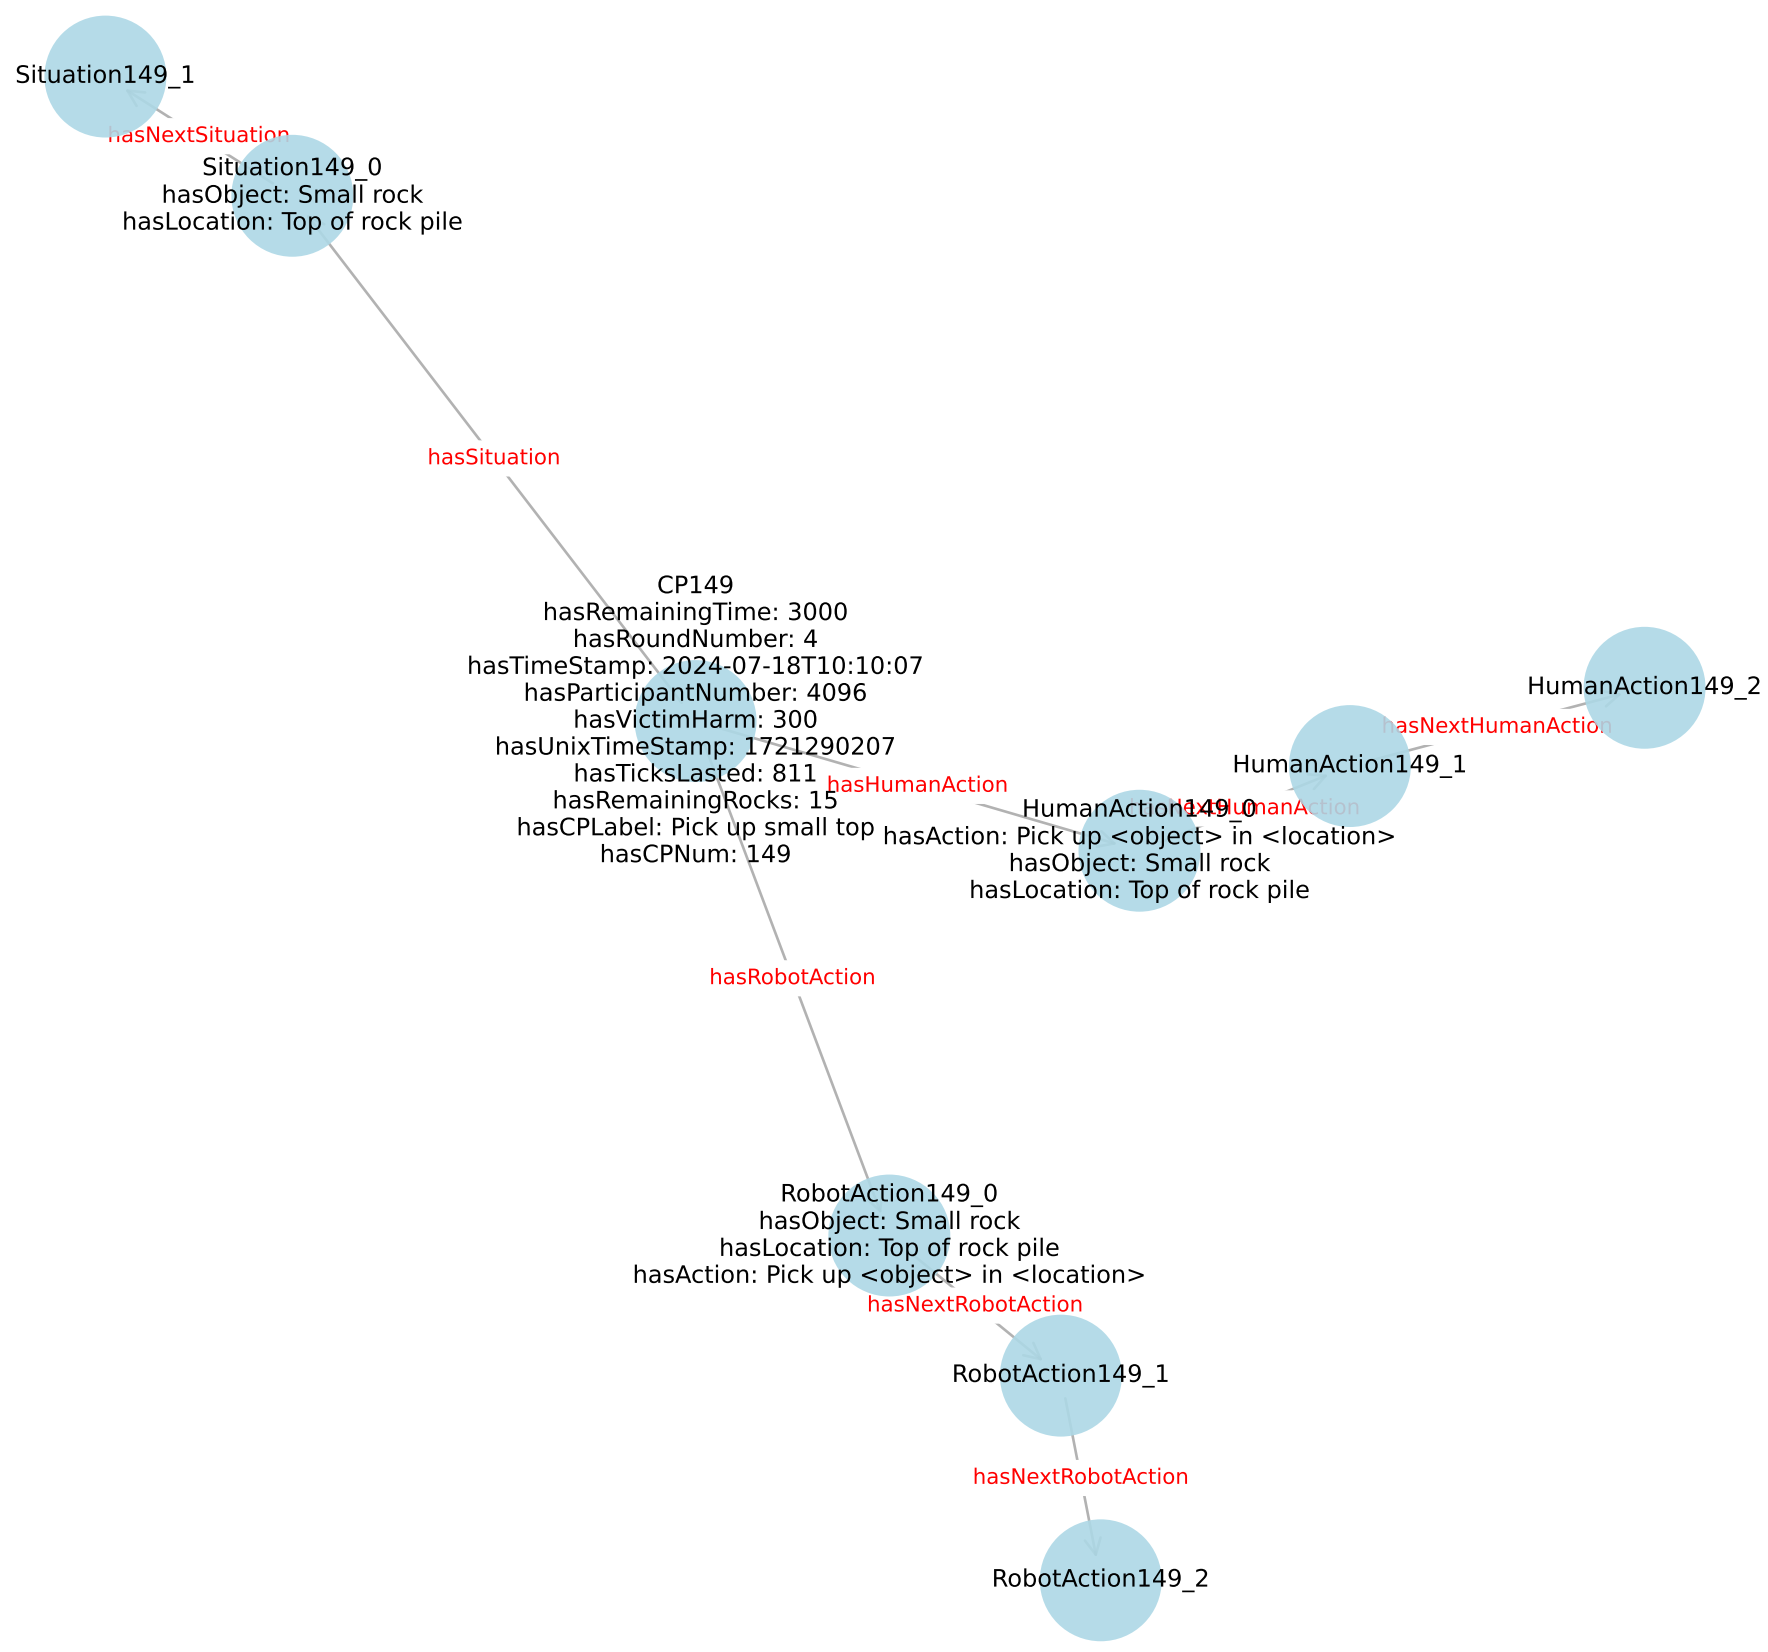 Situation149_1
hasNextSituation
Situation149_0
hasObject: Small rock
hasLocation: Top of rock pile
hasSituation
CP149
hasRemainingTime: 3000
hasRoundNumber: 4
hasTimeStamp: 2024-07-18T10:10:07
hasParticipantNumber: 4096
hasVictimHarm: 300
hasUnixTimeStamp: 1721290207
hasTicksLasted: 811
hasRemainingRocks: 15
hasCPLabel: Pick up small top
hasCPNum: 149
hasHumanAction
HumanAction149_2
hasNextHumanAction
HumanAction149_1
hasNextHumanAction
HumanAction149_0
hasAction: Pick up <object> in <location>
hasObject: Small rock
hasLocation: Top of rock pile
hasRobotAction
RobotAction149_0
hasObject: Small rock
hasLocation: Top of rock pile
hasAction: Pick up <object> in <location>
hasNextRobotAction
RobotAction149_1
hasNextRobotAction
RobotAction149_2